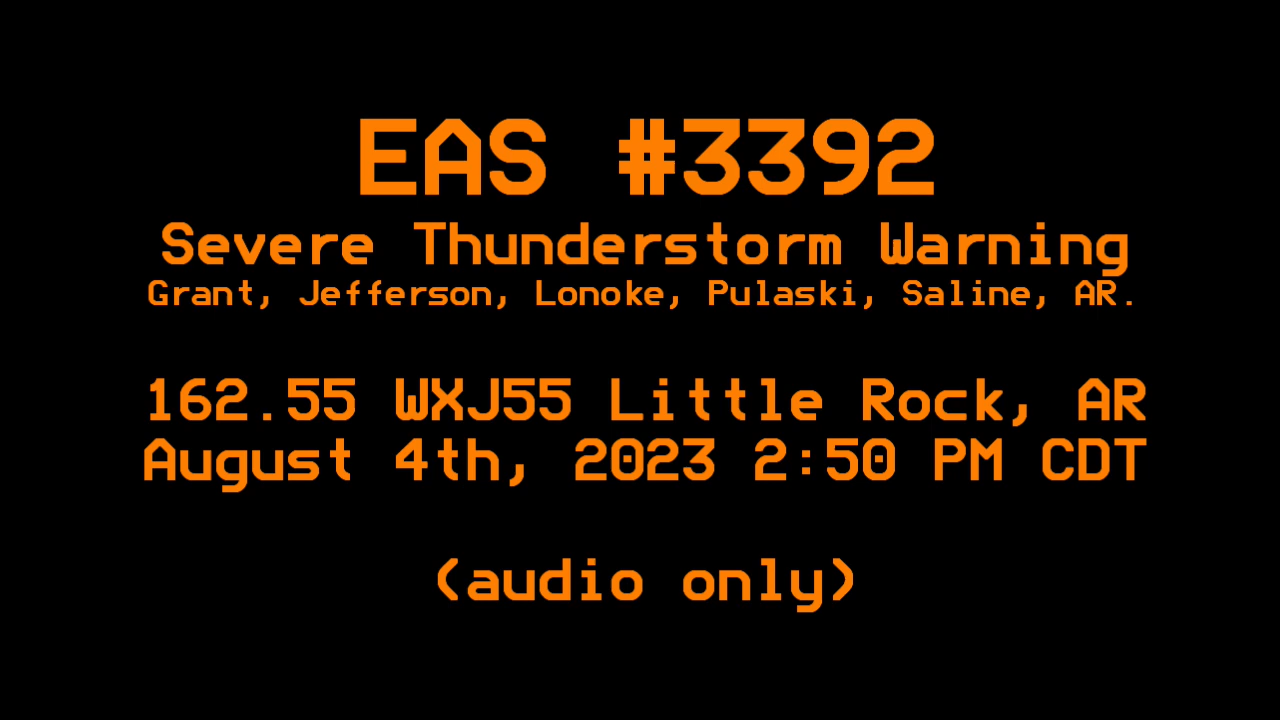 EAS #3392
Severe Thunderstorm Warning
Grant, Jefferson, Lonoke, Pulaski, Saline, AR.
162.55 WXJ55 Little Rock, AR
August 4th, 2023 2:50 PM CDT
(audio only)